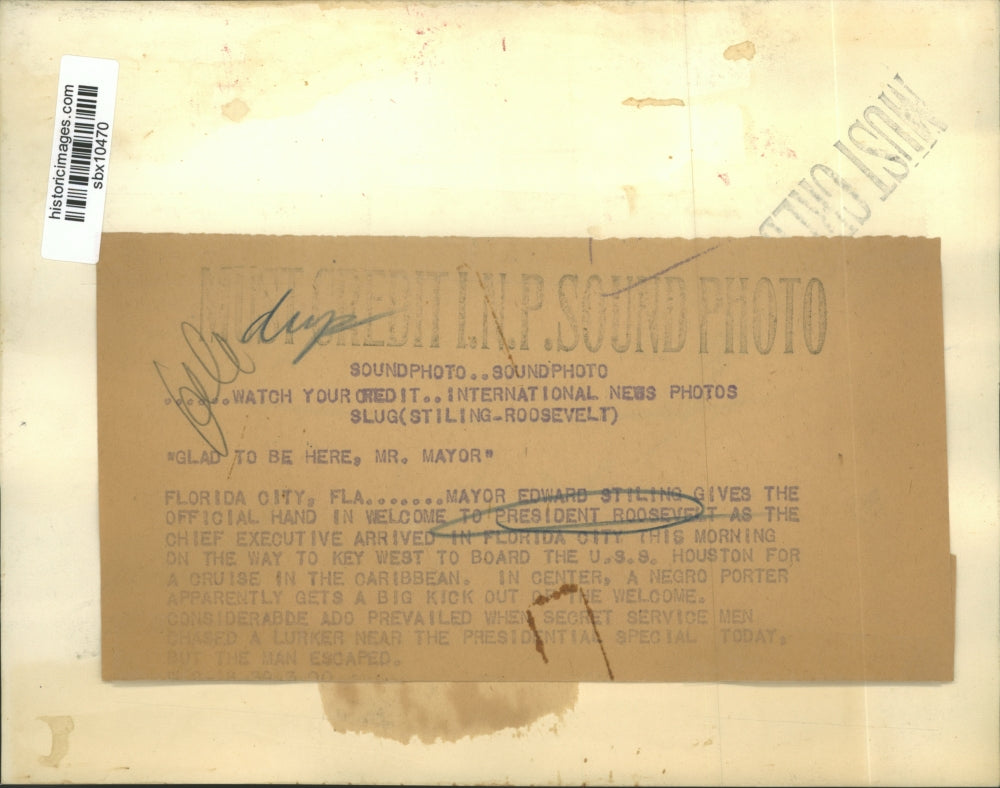 historicimages.com
sbx10470
MUST CREDIT I.N.P. SOUND PHOTO
dup
SOUNDPHOTO..SOUNDPHOTO
......WATCH YOUR CREDIT..INTERNATIONAL NEWS PHOTOS
SLUG(STILING-ROOSEVELT)
"GLAD TO BE HERE, MR. MAYOR"
FLORIDA CITY, FLA.......MAYOR EDWARD STILING GIVES THE
OFFICIAL HAND IN WELCOME TO PRESIDENT ROOSEVELT AS THE
CHIEF EXECUTIVE ARRIVED IN FLORIDA CITY THIS MORNING
ON THE WAY TO KEY WEST TO BOARD THE U.S.S. HOUSTON FOR
A CRUISE IN THE CARIBBEAN. IN CENTER, A NEGRO PORTER
APPARENTLY GETS A BIG KICK OUT OF THE WELCOME.
CONSIDERABDE ADO PREVAILED WHEN SECRET SERVICE MEN
CHASED A LURKER NEAR THE PRESIDENTIAL SPECIAL TODAY,
BUT THE MAN ESCAPED.
MUST